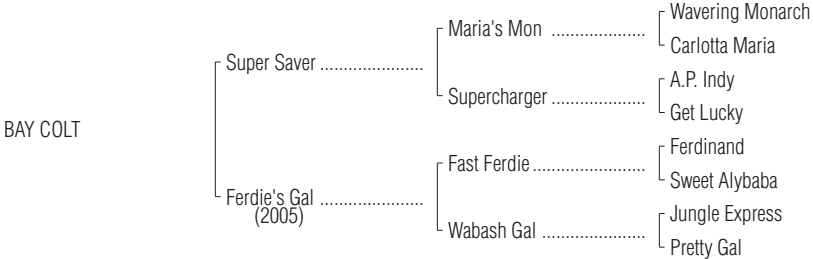 Wavering Monarch
Maria's Mon ....................
Carlotta Maria
Super Saver ......................
A.P. Indy
Supercharger ....................
Get Lucky
BAY COLT
Ferdinand
Fast Ferdie ........................
Sweet Alybaba
Ferdie's Gal ......................
(2005)
Jungle Express
Wabash Gal ......................
Pretty Gal